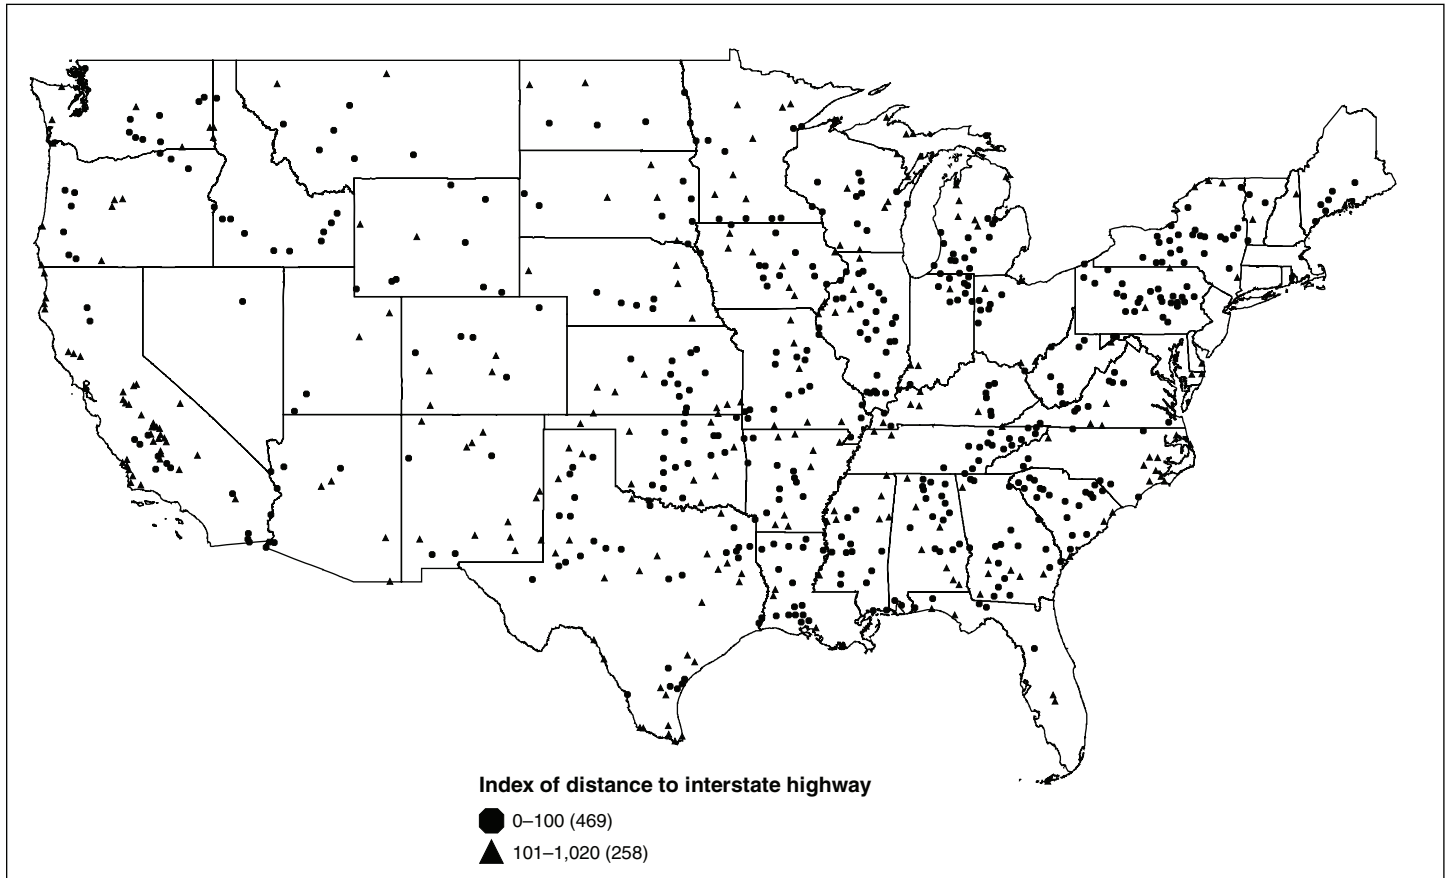 Index of distance to interstate highway
0–100 (469)
101–1,020 (258)